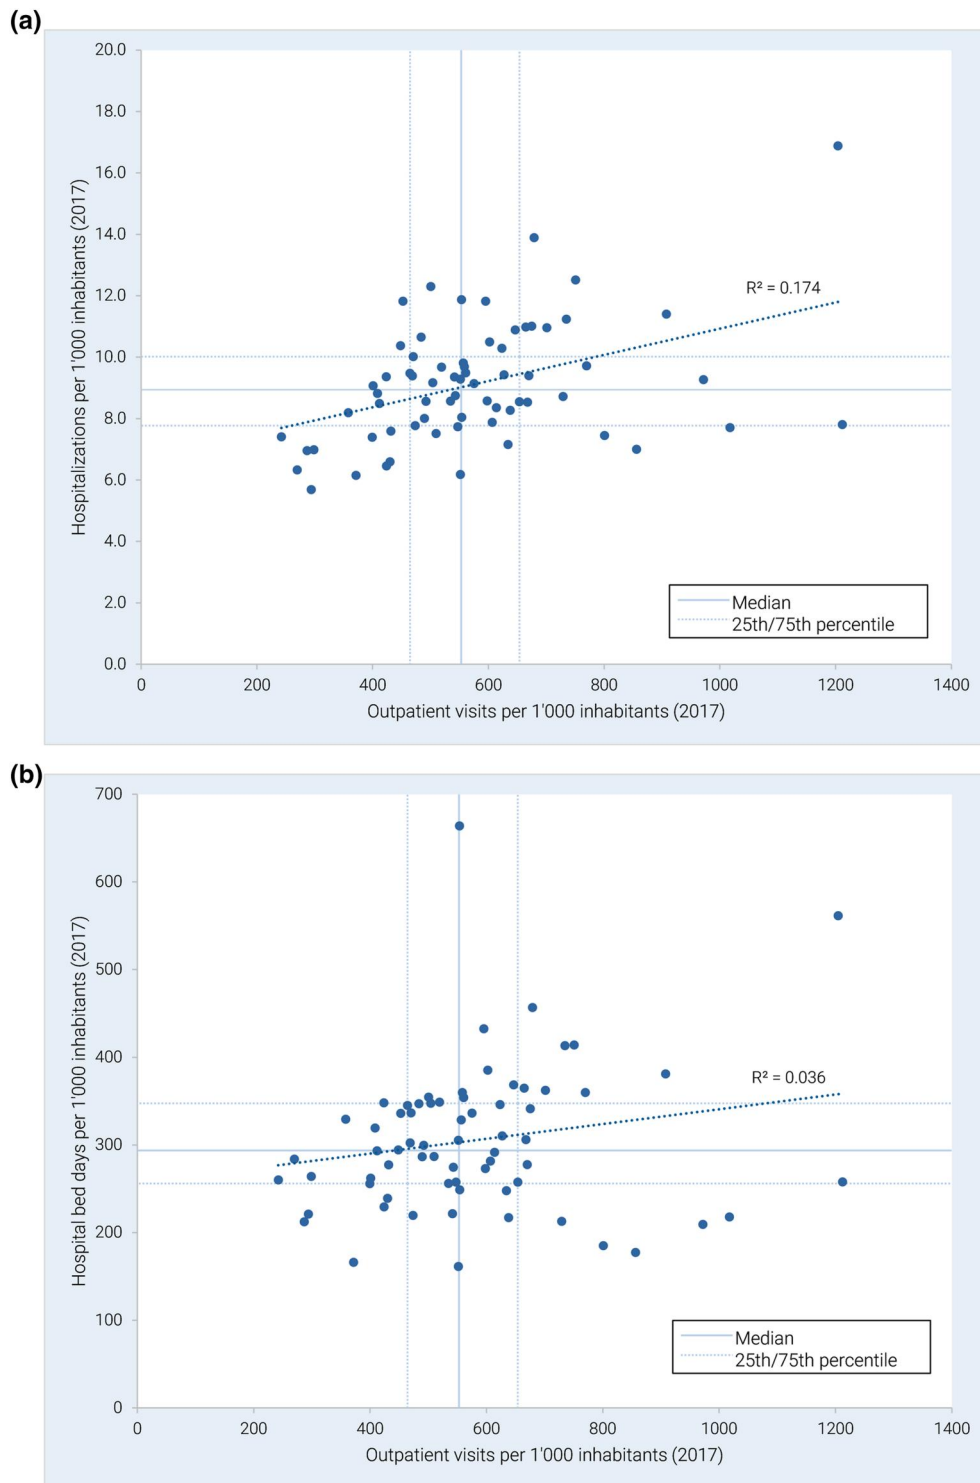 (a)
20.0
18.0
16.0
14.0
12.0
10.0
8.0
6.0
4.0
2.0
0.0
Hospitalizations per 1'000 inhabitants (2017)
R² = 0.174
Median
25th/75th percentile
0 200 400 600 800 1000 1200 1400
Outpatient visits per 1'000 inhabitants (2017)
(b)
700
600
500
400
300
200
100
0
Hospital bed days per 1'000 inhabitants (2017)
R² = 0.036
Median
25th/75th percentile
0 200 400 600 800 1000 1200 1400
Outpatient visits per 1'000 inhabitants (2017)